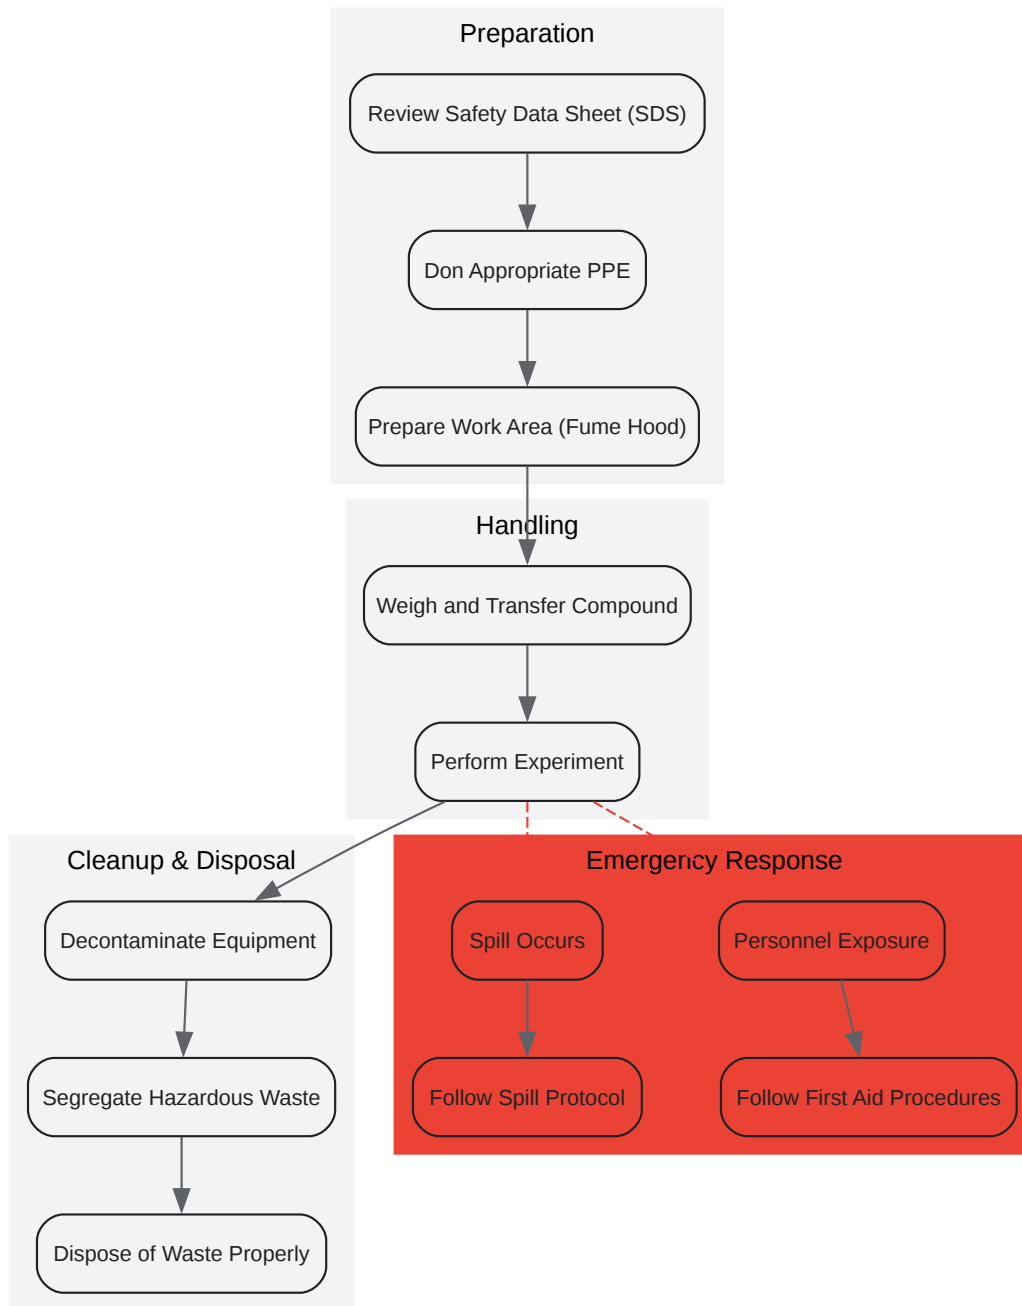 Preparation
Review Safety Data Sheet (SDS)
Don Appropriate PPE
Prepare Work Area (Fume Hood)
Handling
Weigh and Transfer Compound
Perform Experiment
Cleanup & Disposal
Decontaminate Equipment
Segregate Hazardous Waste
Dispose of Waste Properly
Emergency Response
Spill Occurs
Personnel Exposure
Follow Spill Protocol
Follow First Aid Procedures